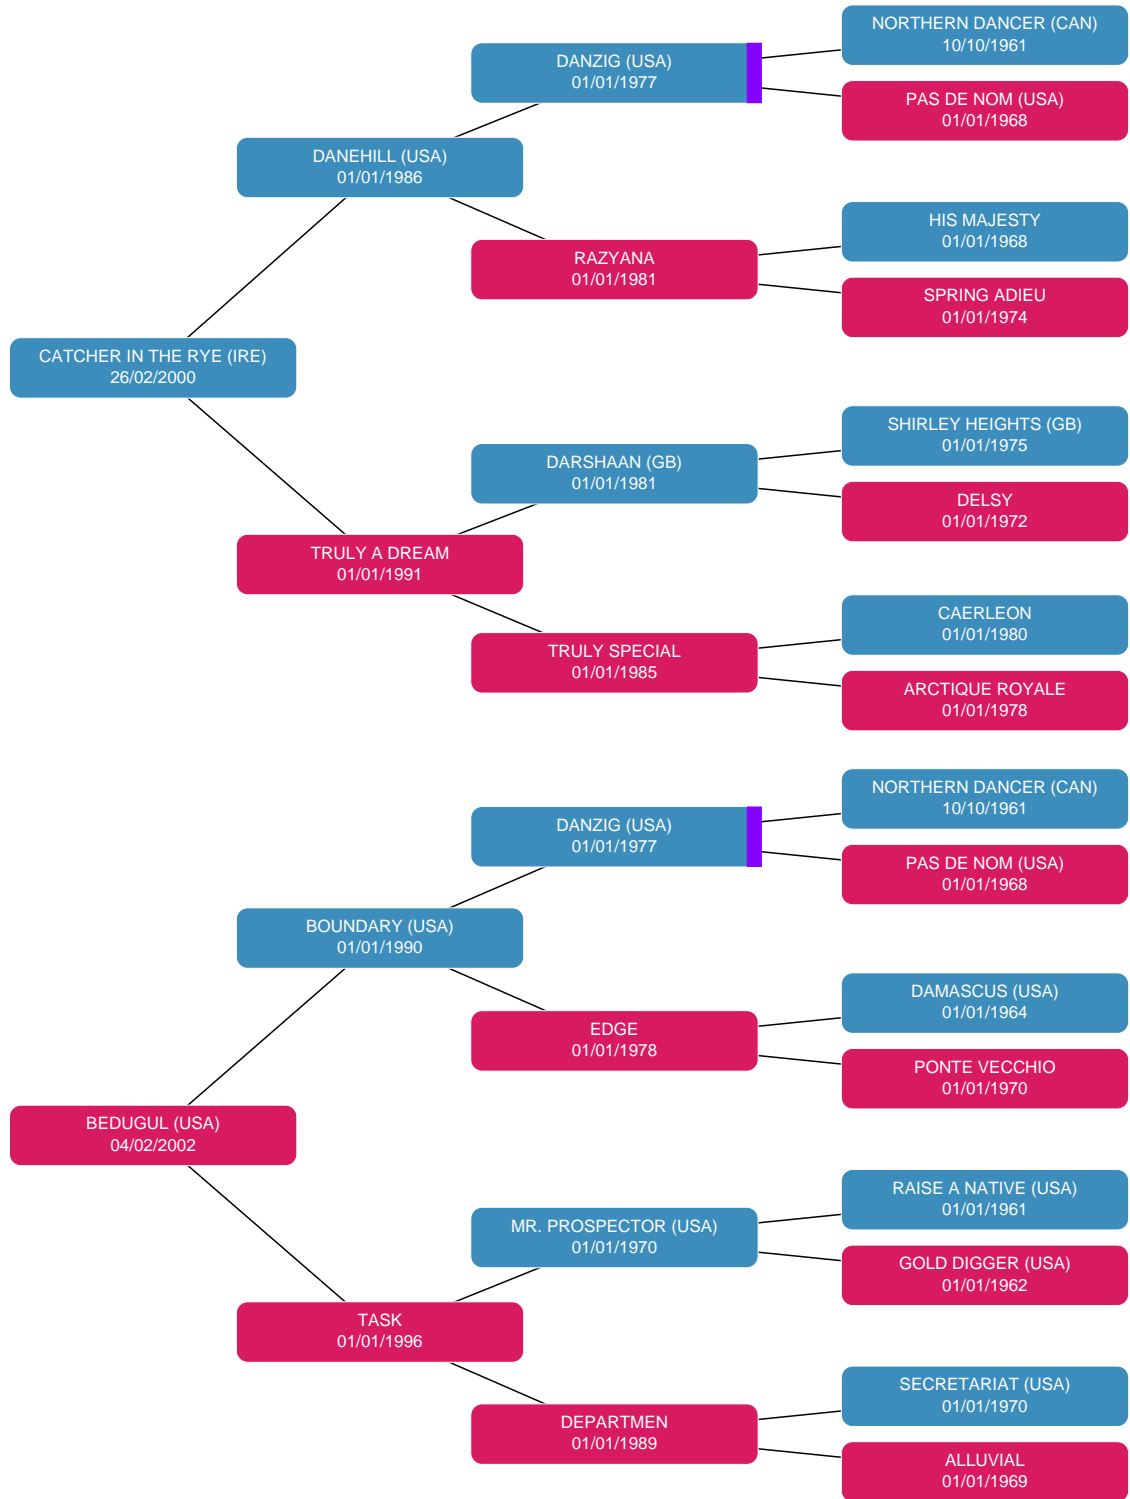 NORTHERN DANCER (CAN)
10/10/1961
DANZIG (USA)
01/01/1977
PAS DE NOM (USA)
01/01/1968
DANEHILL (USA)
01/01/1986
HIS MAJESTY
01/01/1968
RAZYANA
01/01/1981
SPRING ADIEU
01/01/1974
CATCHER IN THE RYE (IRE)
26/02/2000
SHIRLEY HEIGHTS (GB)
01/01/1975
DARSHAAN (GB)
01/01/1981
DELSY
01/01/1972
TRULY A DREAM
01/01/1991
CAERLEON
01/01/1980
TRULY SPECIAL
01/01/1985
ARCTIQUE ROYALE
01/01/1978
NORTHERN DANCER (CAN)
10/10/1961
DANZIG (USA)
01/01/1977
PAS DE NOM (USA)
01/01/1968
BOUNDARY (USA)
01/01/1990
DAMASCUS (USA)
01/01/1964
EDGE
01/01/1978
PONTE VECCHIO
01/01/1970
BEDUGUL (USA)
04/02/2002
RAISE A NATIVE (USA)
01/01/1961
MR. PROSPECTOR (USA)
01/01/1970
GOLD DIGGER (USA)
01/01/1962
TASK
01/01/1996
SECRETARIAT (USA)
01/01/1970
DEPARTMEN
01/01/1989
ALLUVIAL
01/01/1969